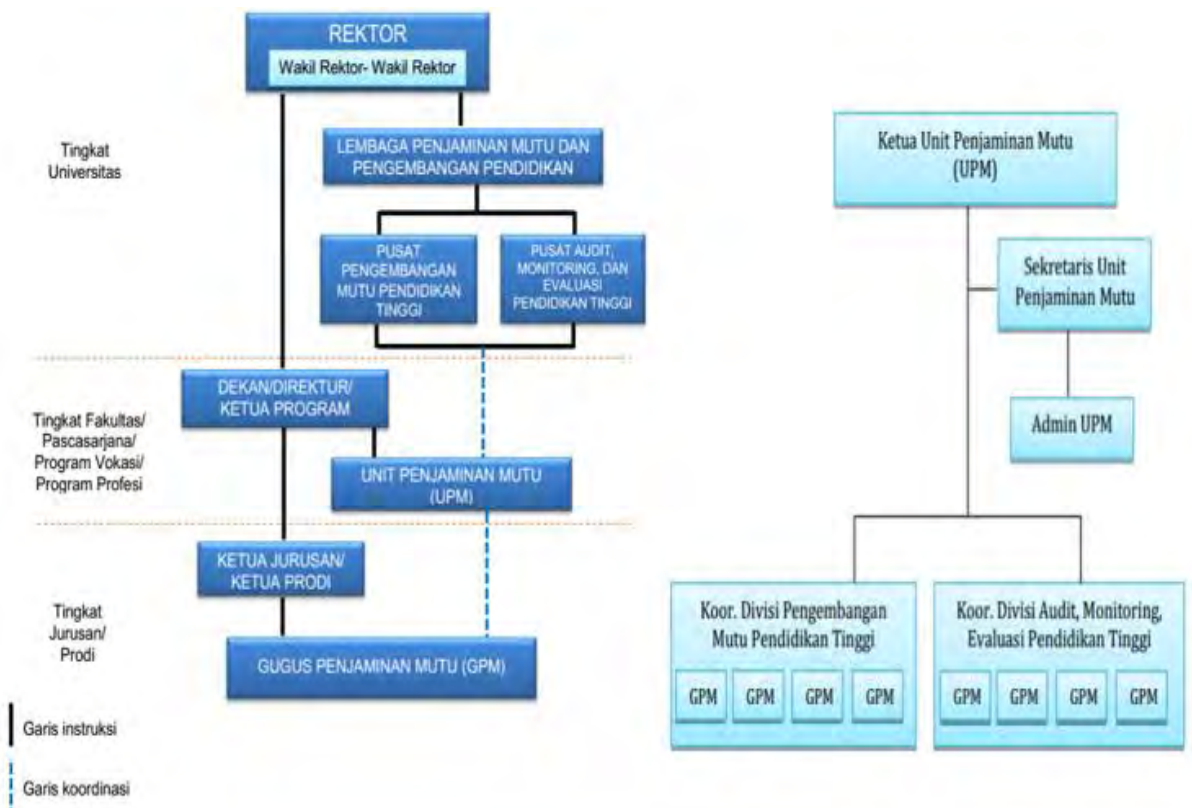 REKTOR
Wakil Rektor- Wakil Rektor
Tingkat
Universitas
LEMBAGA PENJAMINAN MUTU DAN
PENGEMBANGAN PENDIDIKAN
PUSAT
PENGEMBANGAN
MUTU PENDIDIKAN
TINGGI
PUSAT AUDIT,
MONITORING, DAN
EVALUASI
PENDIDIKAN TINGGI
Tingkat Fakultas/
Pascasarjana/
Program Vokasi/
Program Profesi
DEKAN/DIREKTUR/
KETUA PROGRAM
UNIT PENJAMINAN MUTU
(UPM)
Tingkat
Jurusan/
Prodi
KETUA JURUSAN/
KETUA PRODI
GUGUS PENJAMINAN MUTU (GPM)
Garis instruksi
Garis koordinasi
Ketua Unit Penjaminan Mutu
(UPM)
Sekretaris Unit
Penjaminan Mutu
Admin UPM
Koor. Divisi Pengembangan
Mutu Pendidikan Tinggi
GPM GPM GPM GPM
Koor. Divisi Audit, Monitoring,
Evaluasi Pendidikan Tinggi
GPM GPM GPM GPM